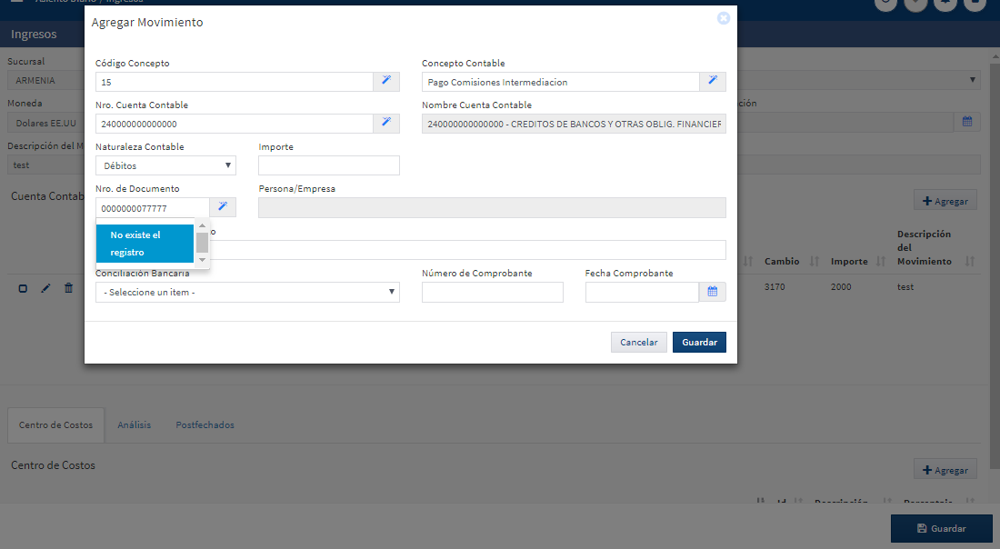 Asiento Diario / Ingresos
Agregar Movimiento
Ingresos
Sucursal
ARMENIA
Moneda
Dolares EE.UU
Descripción del M
test
Cuenta Contab
Código Concepto
15
Concepto Contable
Pago Comisiones Intermediacion
Nro. Cuenta Contable
240000000000000
Nombre Cuenta Contable
240000000000000 - CREDITOS DE BANCOS Y OTRAS OBLIG. FINANCIER
Naturaleza Contable
Débitos
Importe
Nro. de Documento
0000000077777
Persona/Empresa
No existe el
registro
o
Conciliación Bancaria
- Seleccione un item -
Número de Comprobante
Fecha Comprobante
Cancelar
Guardar
ción
Agregar
Cambio
Importe
Descripción
del
Movimiento
3170
2000
test
Centro de Costos
Análisis
Postfechados
Centro de Costos
Agregar
Id
Descripción
Porcentaje
Guardar